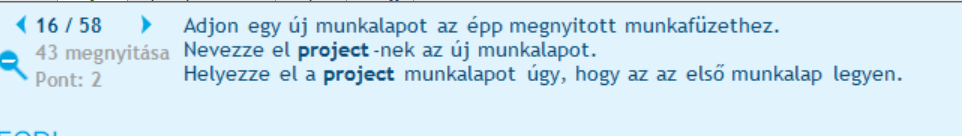 16 / 58
43 megnyitása
Pont: 2
Adjon egy új munkalapot az épp megnyitott munkafüzethez.
Nevezze el project-nek az új munkalapot.
Helyezze el a project munkalapot úgy, hogy az az első munkalap legyen.